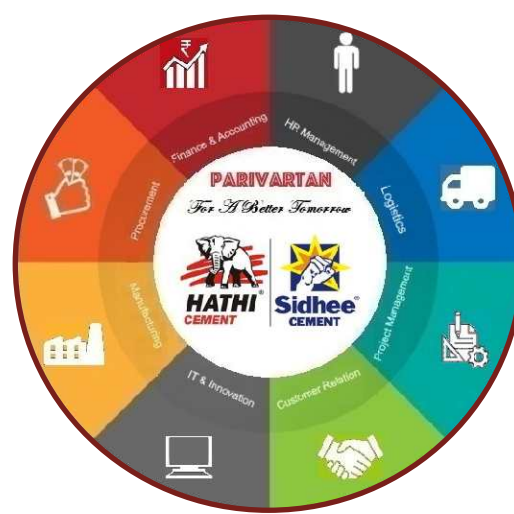 ₹
Finance & Accounting
HR Management
Logistics
Project Management
Customer Relation
IT & Innovation
Manufacturing
Procurement
PARIVARTAN
For A Better Tomorrow
HATHI®
CEMENT
Sidhee®
CEMENT